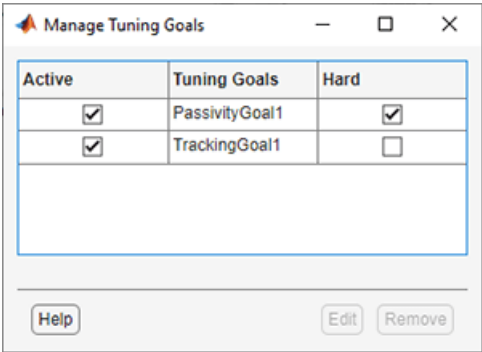 Manage Tuning Goals
Active Tuning Goals Hard
PassivityGoal1
TrackingGoal1
Help Edit Remove